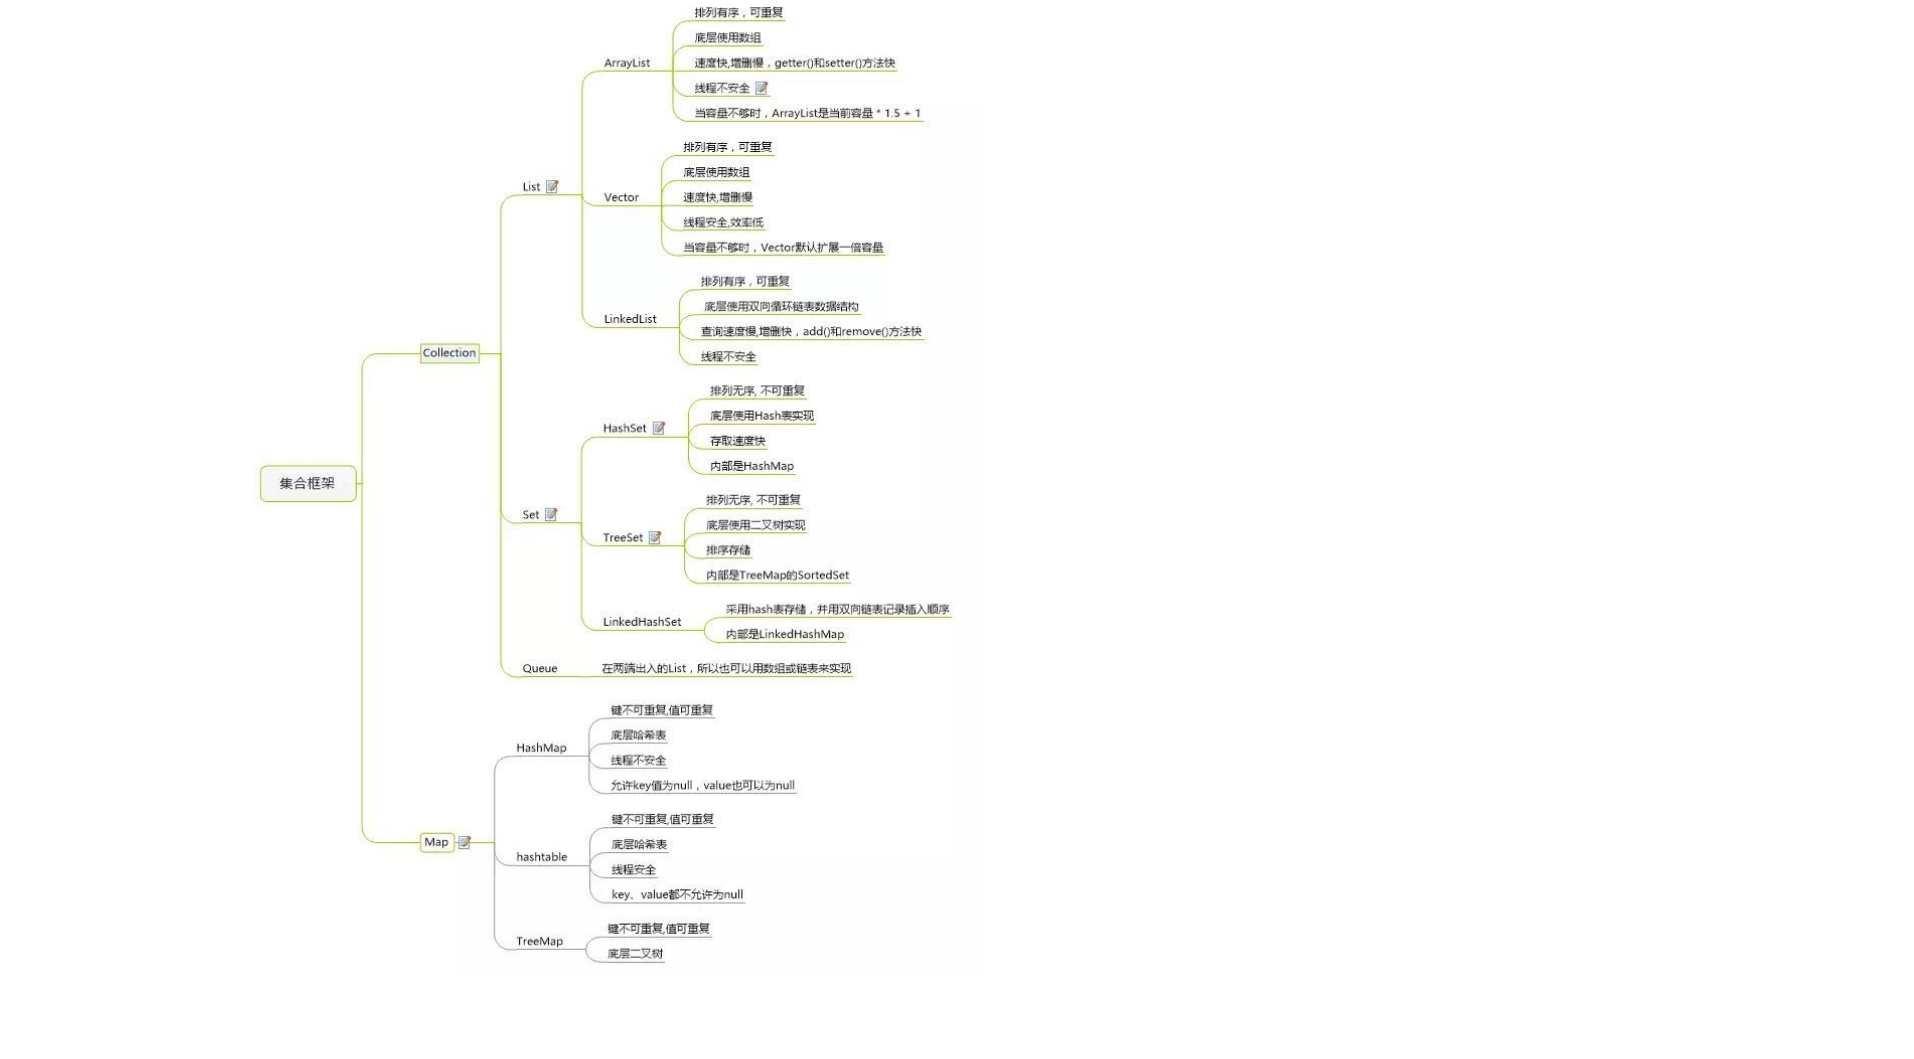 集合框架
Collection
List
ArrayList
排列有序，可重复
底层使用数组
速度快,增删慢，getter()和setter()方法快
线程不安全
当容量不够时，ArrayList是当前容量 * 1.5 + 1
Vector
排列有序，可重复
底层使用数组
速度快,增删慢
线程安全,效率低
当容量不够时，Vector默认扩展一倍容量
LinkedList
排列有序，可重复
底层使用双向循环链表数据结构
查询速度慢,增删快，add()和remove()方法快
线程不安全
Set
HashSet
排列无序, 不可重复
底层使用Hash表实现
存取速度快
内部是HashMap
TreeSet
排列无序, 不可重复
底层使用二叉树实现
排序存储
内部是TreeMap的SortedSet
LinkedHashSet
采用hash表存储，并用双向链表记录插入顺序
内部是LinkedHashMap
Queue
在两端出入的List，所以也可以用数组或链表来实现
Map
HashMap
键不可重复,值可重复
底层哈希表
线程不安全
允许key值为null，value也可以为null
hashtable
键不可重复,值可重复
底层哈希表
线程安全
key、value都不允许为null
TreeMap
键不可重复,值可重复
底层二叉树